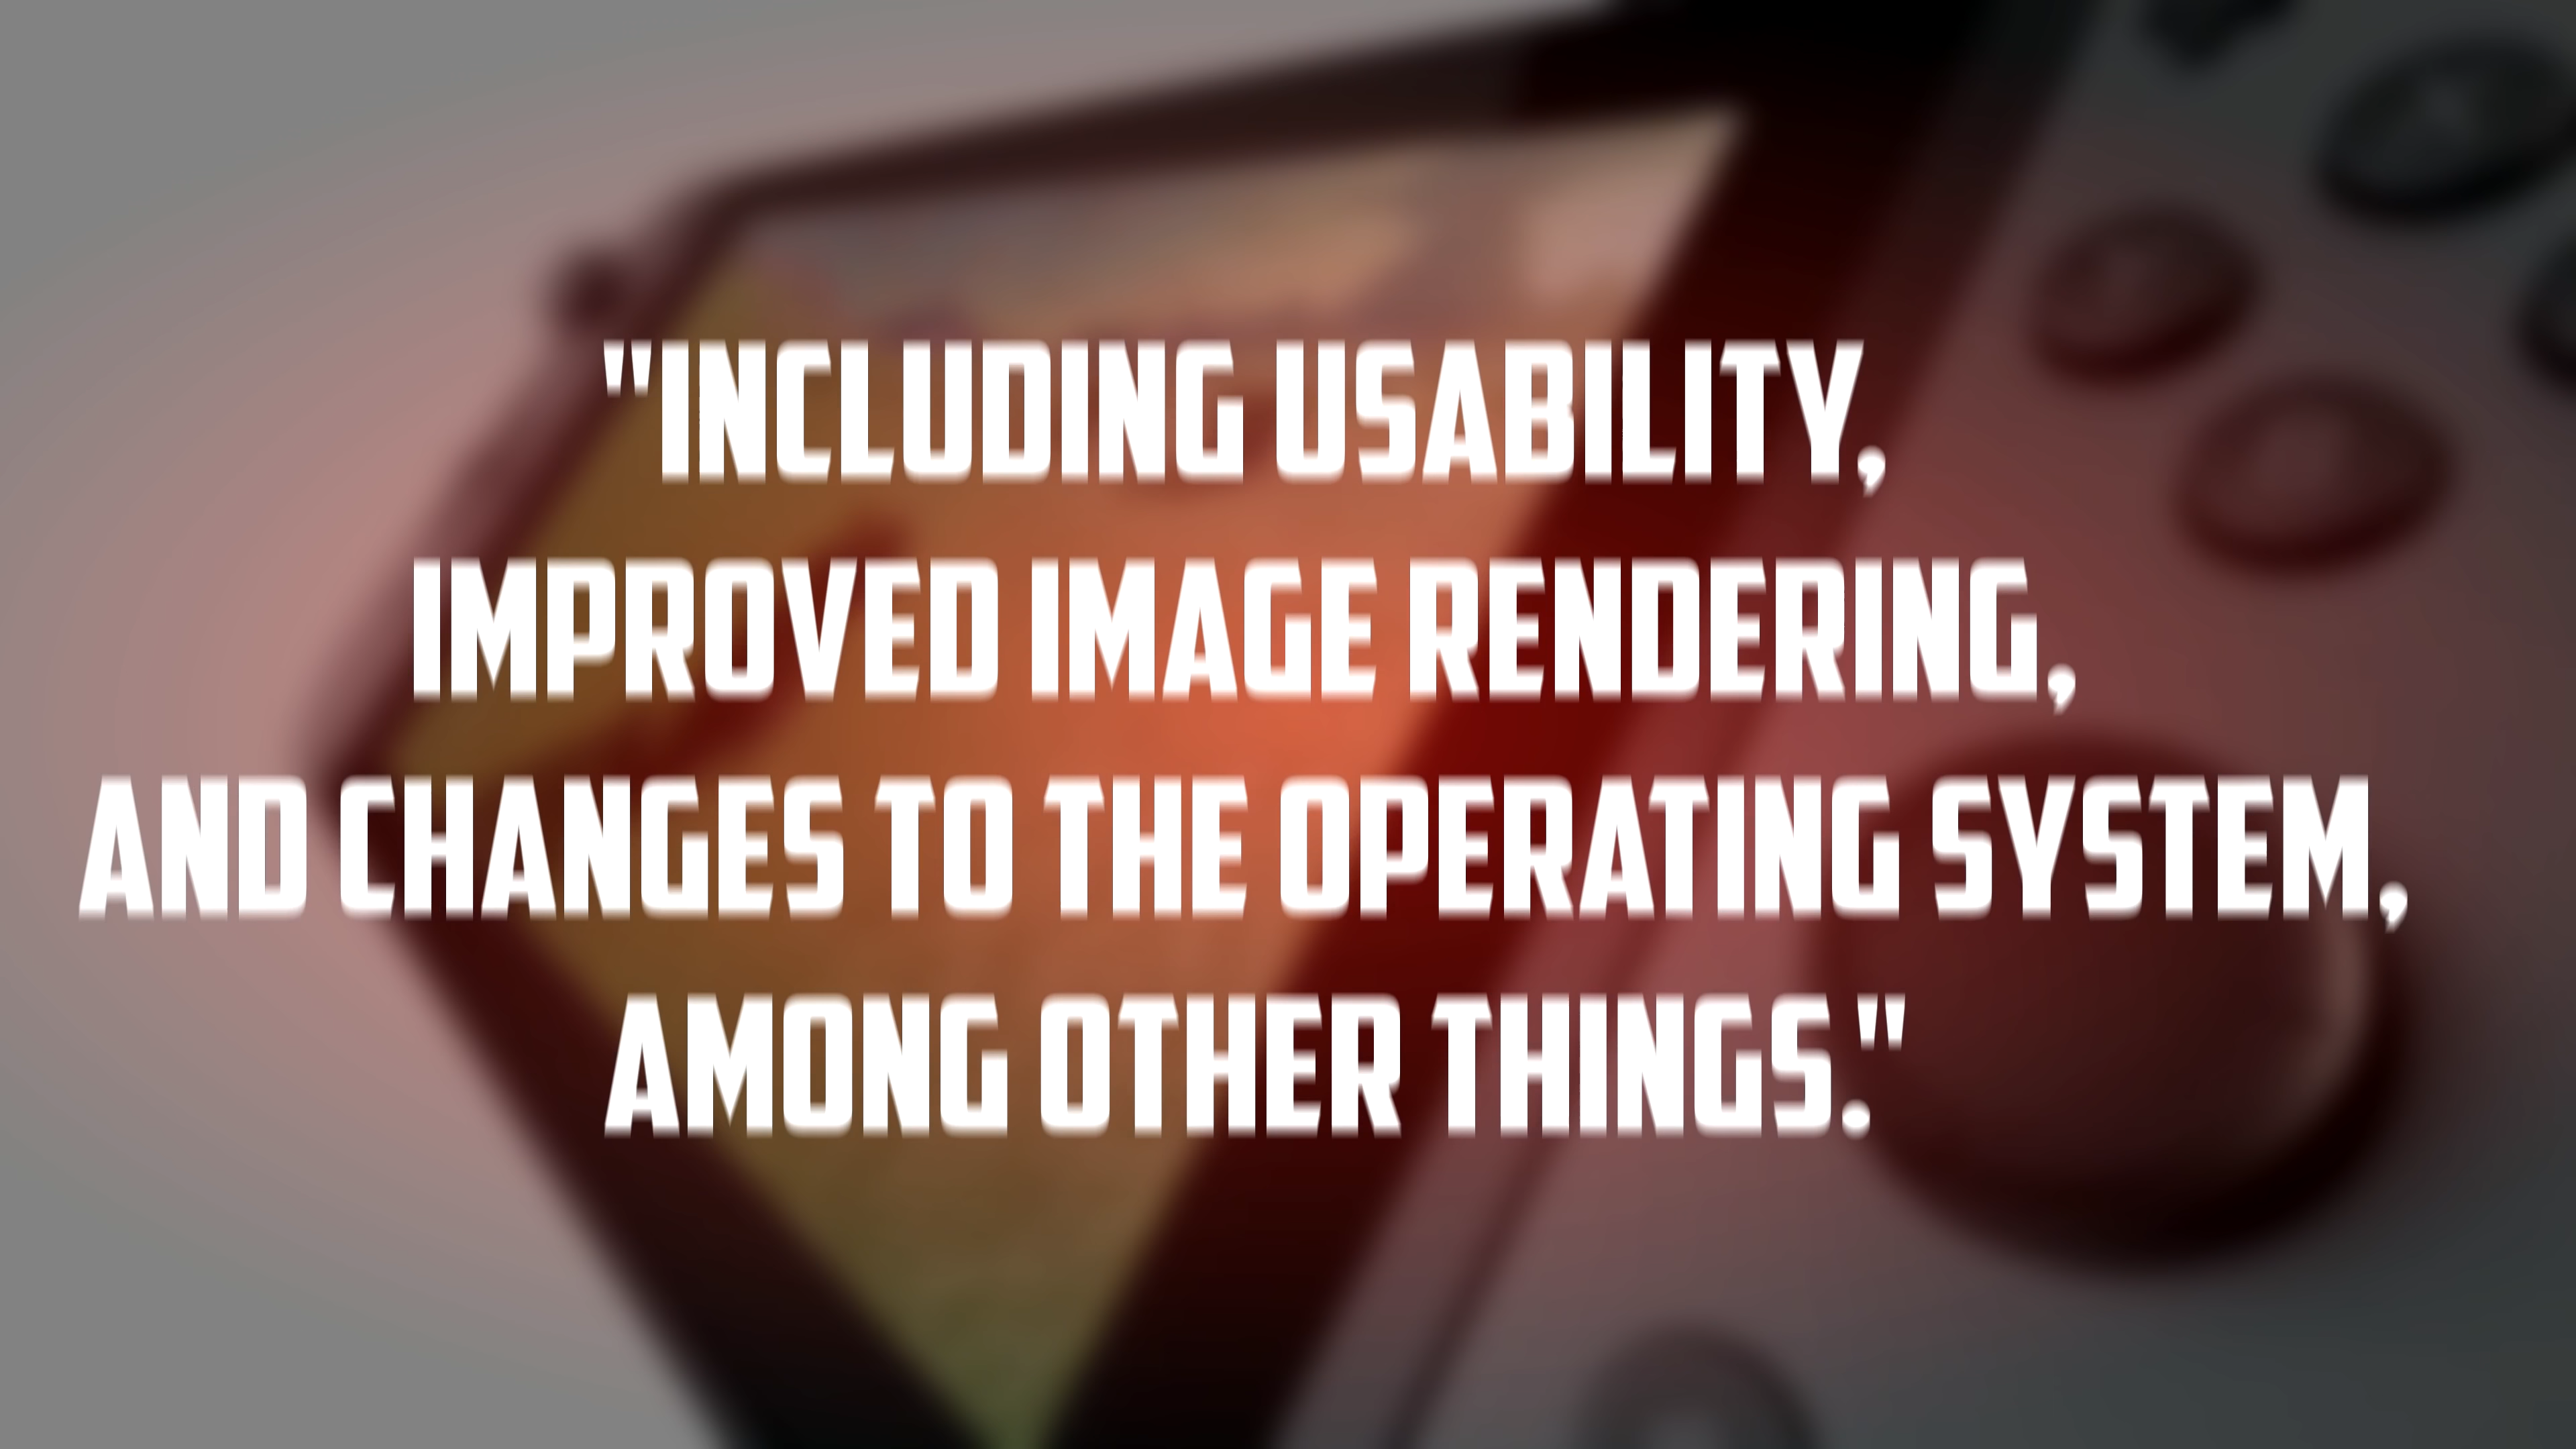 "INCLUDING USABILITY,
IMPROVED IMAGE RENDERING,
AND CHANGES TO THE OPERATING SYSTEM,
AMONG OTHER THINGS."